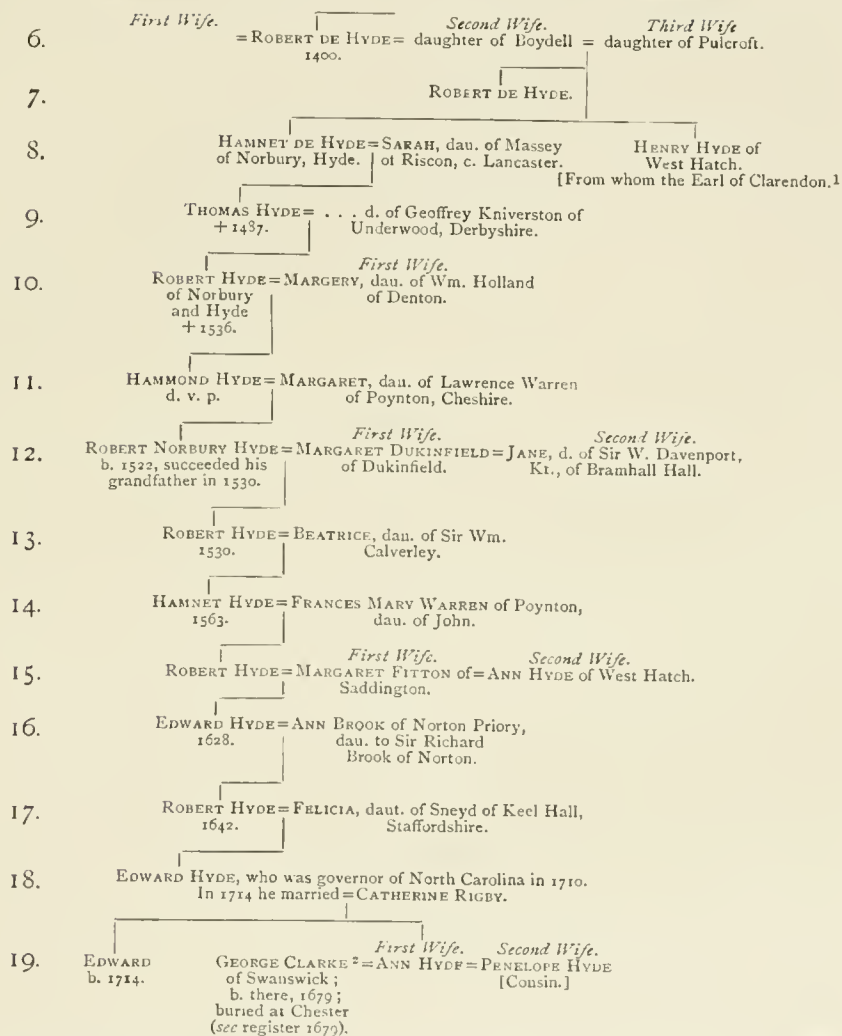 First Wife. Second Wife. Third Wife
6. =ROBERT DE HYDE= daughter of Boydell = daughter of Pulcroft.
1400.
7. ROBERT DE HYDE.
8. HAMNET DE HYDE=SARAH, dau. of Massey HENRY HYDE of
of Norbury, Hyde. of Riscon, c. Lancaster. West Hatch.
[From whom the Earl of Clarendon.1
9. THOMAS HYDE= . . . d. of Geoffrey Kniverston of
+1487. Underwood, Derbyshire.
First Wife.
10. ROBERT HYDE=MARGERY, dau. of Wm. Holland
of Norbury of Denton.
and Hyde
+ 1536.
11. HAMMOND HYDE= MARGARET, dau. of Lawrence Warren
d. v. p. of Poynton, Cheshire.
First Wife. Second Wife.
12. ROBERT NORBURY HYDE=MARGARET DUKINFIELD=JANE, d. of Sir W. Davenport,
b. 1522, succeeded his of Dukinfield. Kt., of Bramhall Hall.
grandfather in 1530.
13. ROBERT HYDE=BEATRICE, dau. of Sir Wm.
1530. Calverley.
14. HAMNET HYDE=FRANCES MARY WARREN of Poynton,
1563. dau. of John.
First Wife. Second Wife.
15. ROBERT HYDE=MARGARET FITTON of=ANN HYDE of West Hatch.
Saddington.
16. EDWARD HYDE=ANN BROOK of Norton Priory,
1628. dau. to Sir Richard
Brook of Norton.
17. ROBERT HYDE=FELICIA, daut. of Sneyd of Keel Hall,
1642. Staffordshire.
18. EDWARD HYDE, who was governor of North Carolina in 1710.
In 1714 he married=CATHERINE RIGBY.
First Wife. Second Wife.
19. EDWARD GEORGE CLARKE 2=ANN HYDE=PENELOPE HYDE
b. 1714. of Swanswick ; [Cousin.]
b. there, 1679 ;
buried at Chester
(see register 1679).